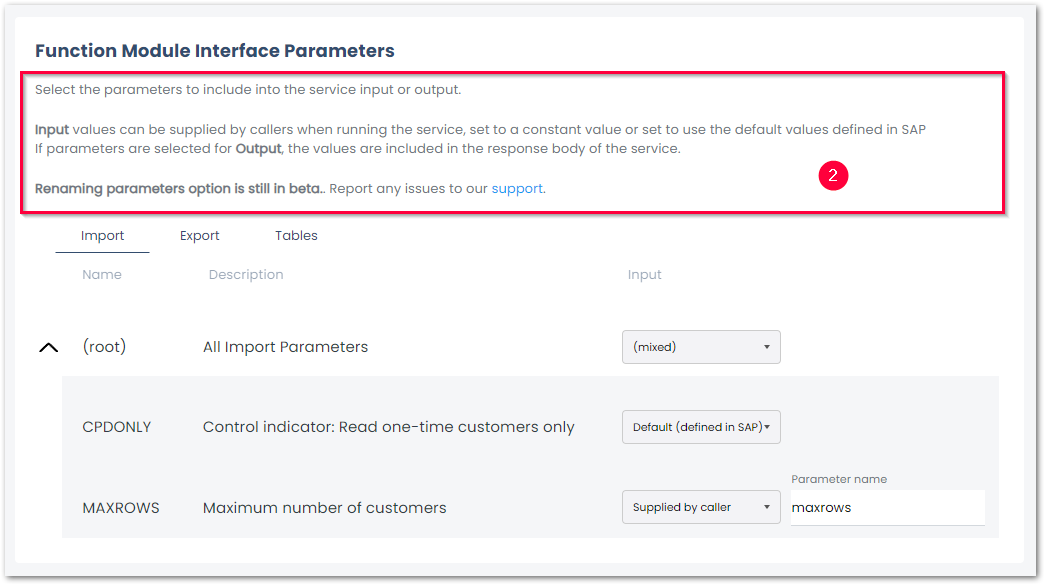 Function Module Interface Parameters
Select the parameters to include into the service input or output.
Input values can be supplied by callers when running the service, set to a constant value or set to use the default values defined in SAP
If parameters are selected for Output, the values are included in the response body of the service.
Renaming parameters option is still in beta.. Report any issues to our support.
2
Import Export Tables
Name Description Input
(root) All Import Parameters (mixed)
CPDONLY Control indicator: Read one-time customers only Default (defined in SAP)
Parameter name
MAXROWS Maximum number of customers Supplied by caller maxrows